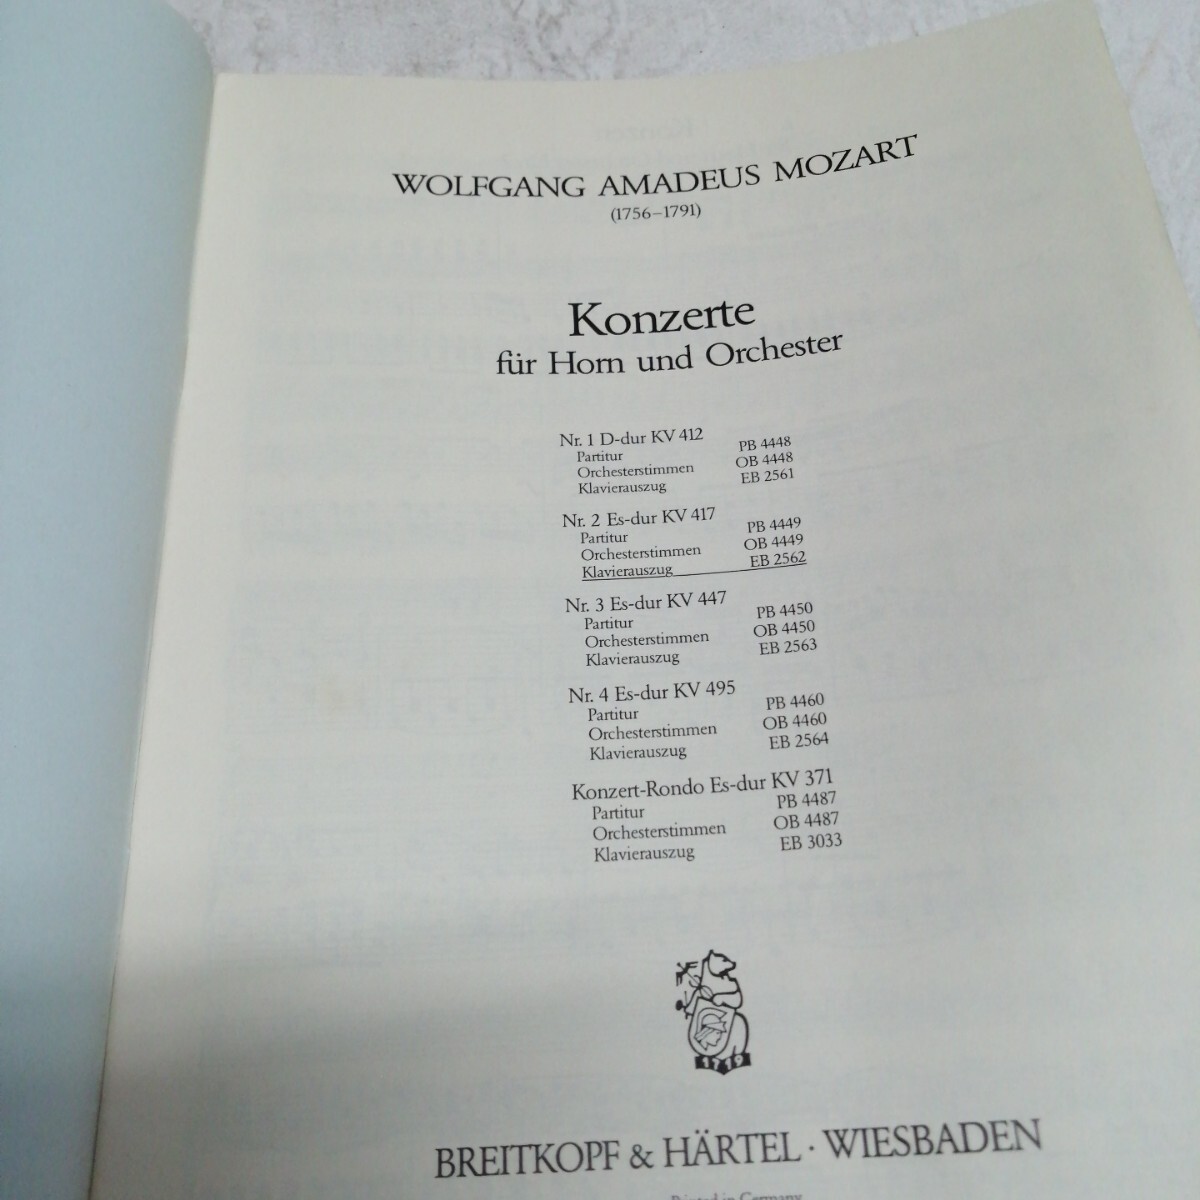 WOLFGANG AMADEUS MOZART
(1756–1791)
Konzerte
für Horn und Orchester
Nr. 1 D-dur KV 412
Partitur PB 4448
Orchesterstimmen OB 4448
Klavierauszug EB 2561
Nr. 2 Es-dur KV 417
Partitur PB 4449
Orchesterstimmen OB 4449
Klavierauszug EB 2562
Nr. 3 Es-dur KV 447
Partitur PB 4450
Orchesterstimmen OB 4450
Klavierauszug EB 2563
Nr. 4 Es-dur KV 495
Partitur PB 4460
Orchesterstimmen OB 4460
Klavierauszug EB 2564
Konzert-Rondo Es-dur KV 371
Partitur PB 4487
Orchesterstimmen OB 4487
Klavierauszug EB 3033
1719
BREITKOPF & HÄRTEL · WIESBADEN
Printed in Germany